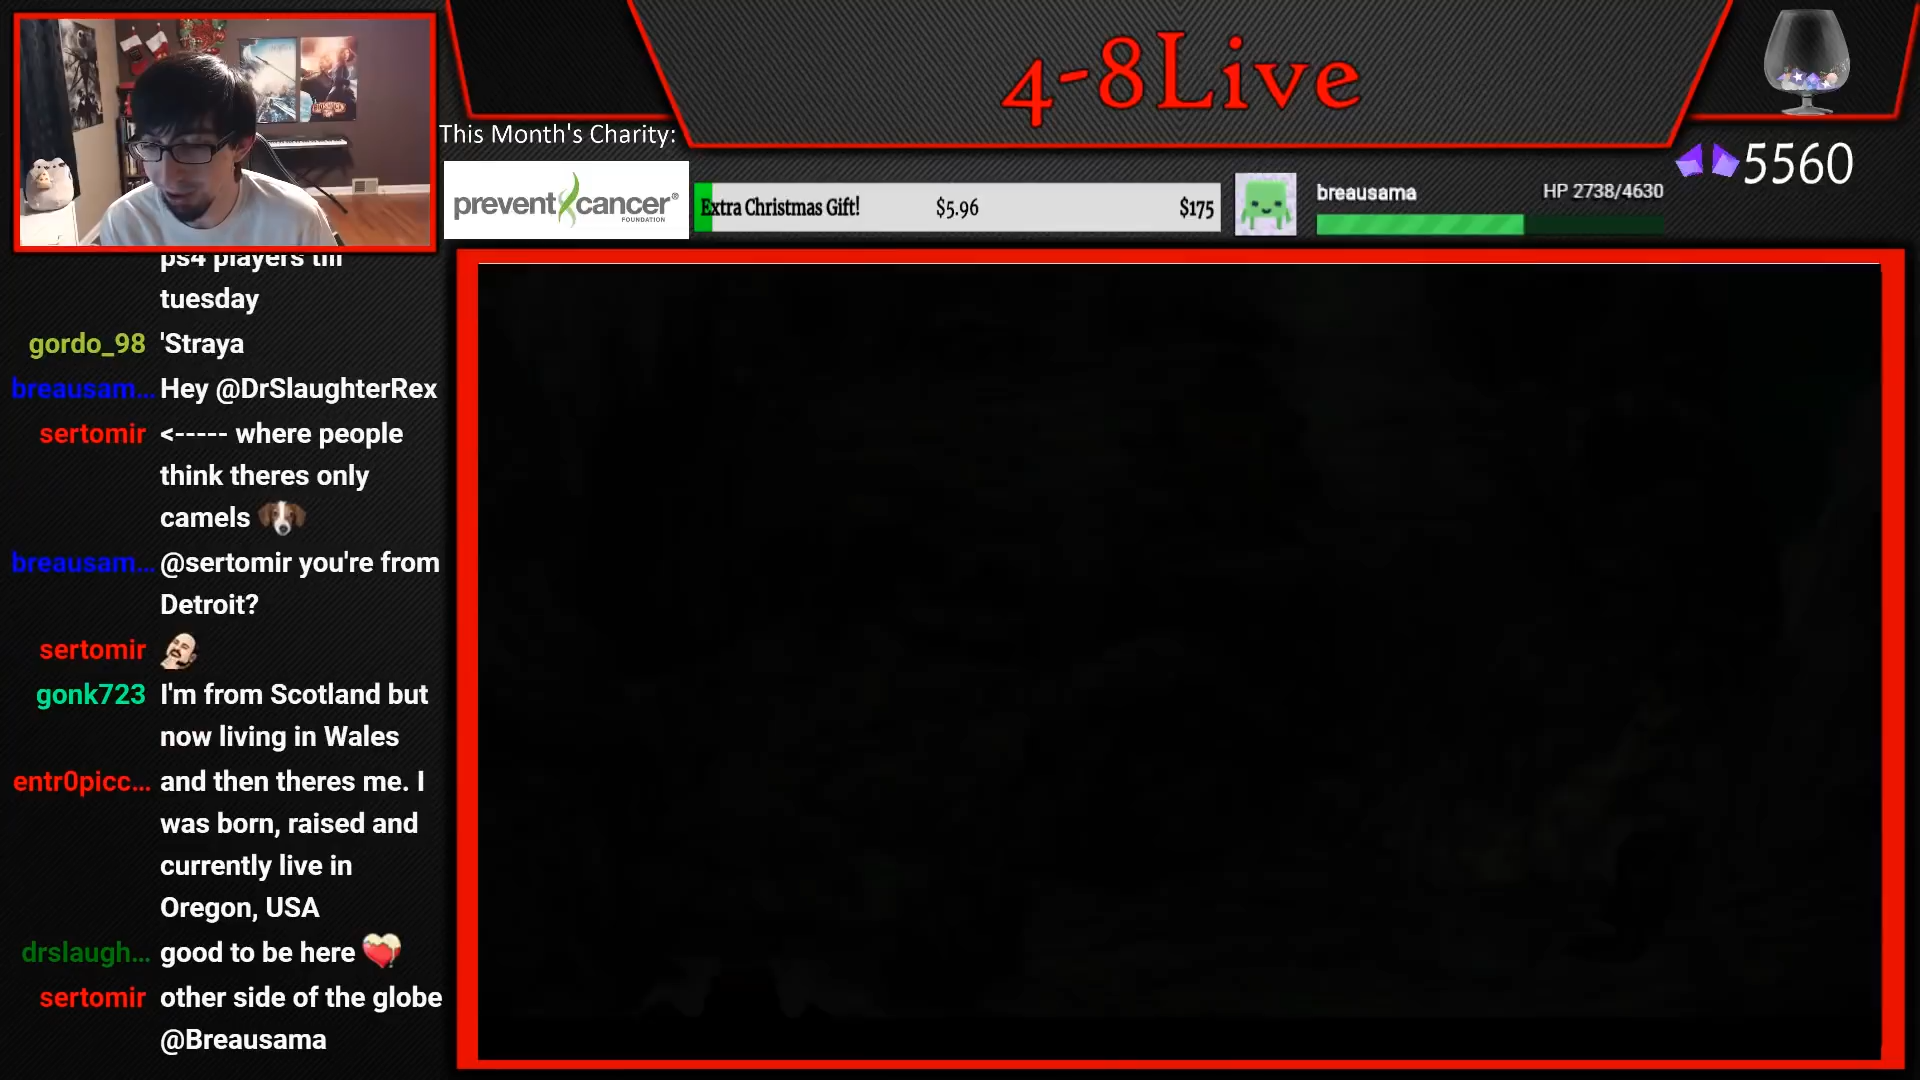 4-8Live
This Month's Charity:
prevent cancer®
FOUNDATION
Extra Christmas Gift! $5.96 $175
breausama HP 2738/4630
5560
ps4 players till
tuesday
gordo_98 'Straya
breausam... Hey @DrSlaughterRex
sertomir <----- where people
think theres only
camels
breausam... @sertomir you're from
Detroit?
sertomir
gonk723 I'm from Scotland but
now living in Wales
entr0picc... and then theres me. I
was born, raised and
currently live in
Oregon, USA
drslaugh... good to be here
sertomir other side of the globe
@Breausama